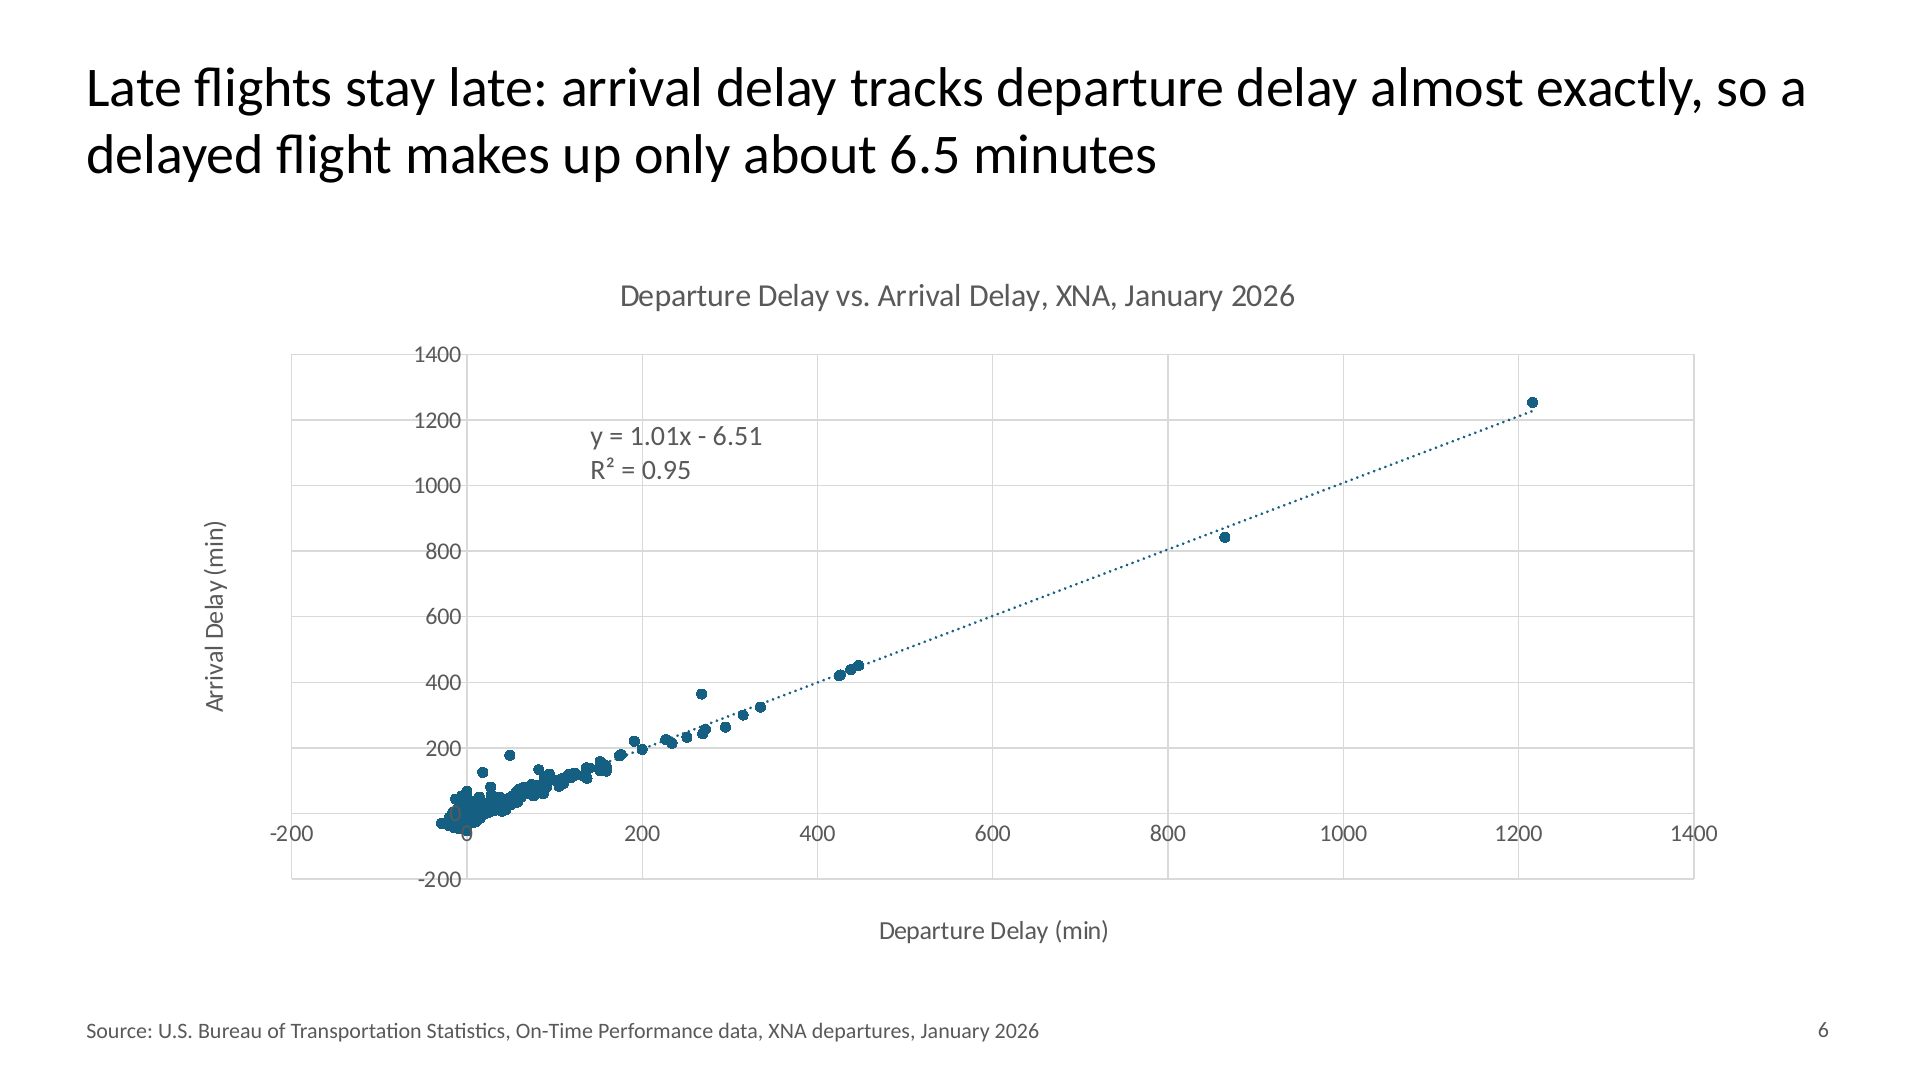 Late flights stay late: arrival delay tracks departure delay almost exactly, so a
delayed flight makes up only about 6.5 minutes
Departure Delay vs. Arrival Delay, XNA, January 2026
1400
1200
1000
800
600
400
200
0
-200
y = 1.01x - 6.51
R² = 0.95
Arrival Delay (min)
-200 0 200 400 600 800 1000 1200 1400
Departure Delay (min)
Source: U.S. Bureau of Transportation Statistics, On-Time Performance data, XNA departures, January 2026
6